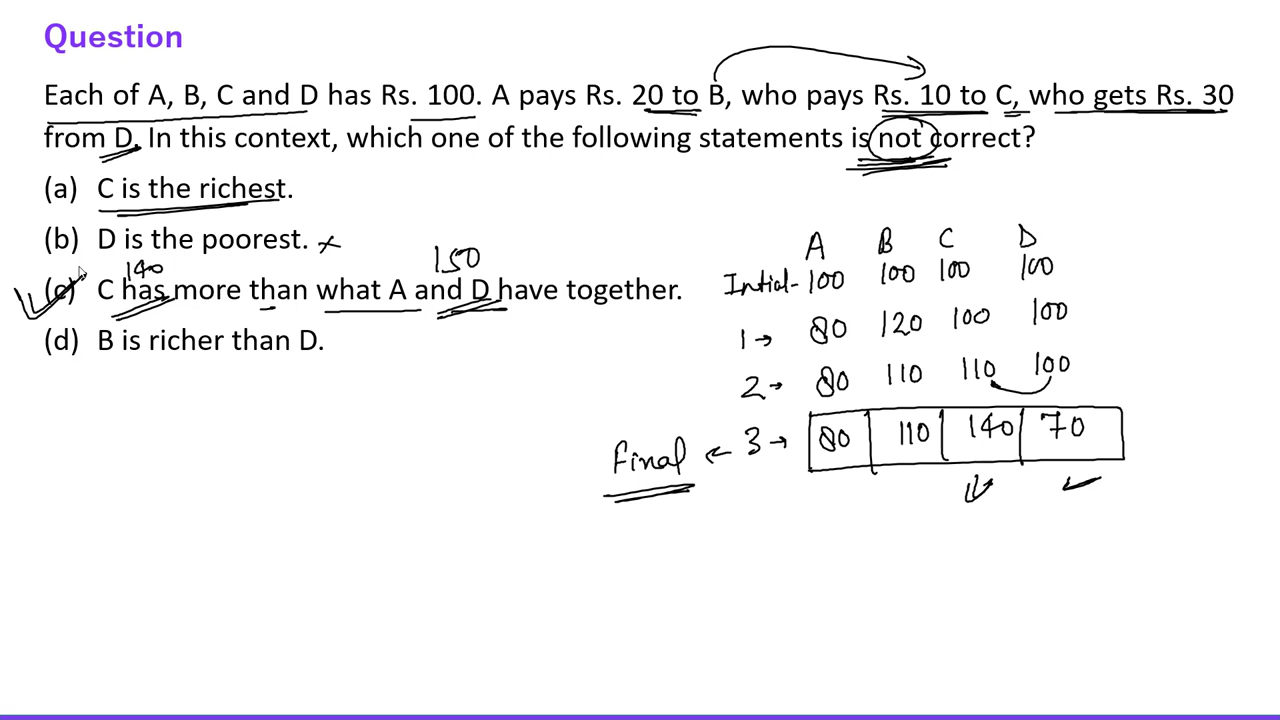 Question
Each of A, B, C and D has Rs. 100. A pays Rs. 20 to B, who pays Rs. 10 to C, who gets Rs. 30
from D. In this context, which one of the following statements is not correct?
(a) C is the richest.
(b) D is the poorest. ×
140 150
(c) C has more than what A and D have together.
(d) B is richer than D.
A B C D
Intial - 100 100 100 100
1 → 80 120 100 100
2 → 80 110 110 100
Final ← 3 → 80 110 140 70